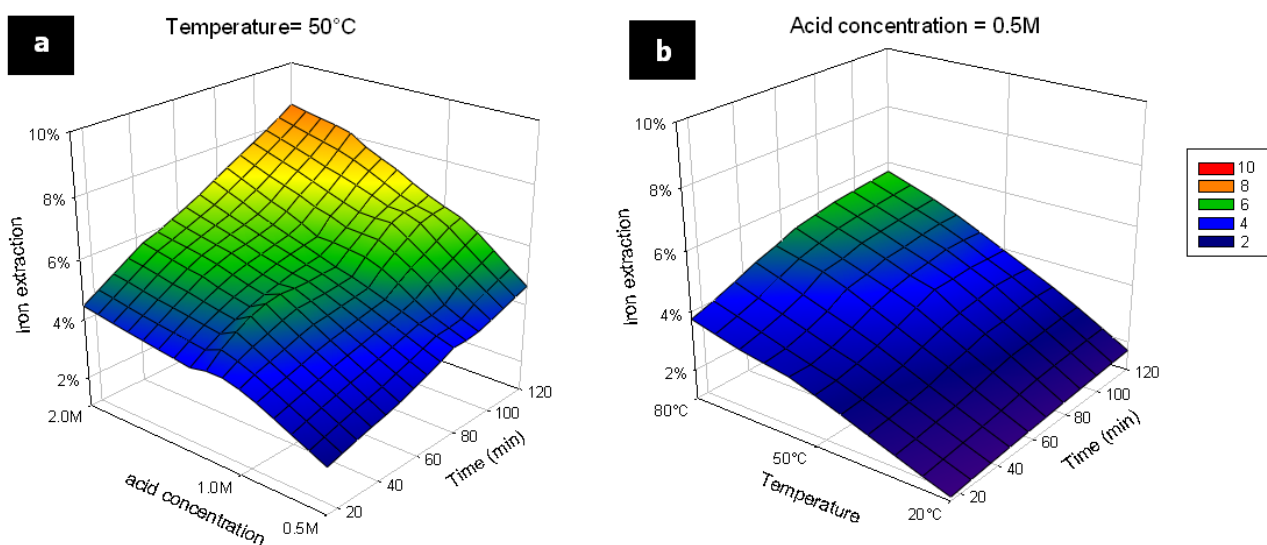 a
Temperature= 50°C
10%
8%
6%
4%
2%
Iron extraction
2.0M
1.0M
0.5M
acid concentration
20
40
60
80
100
120
Time (min)
b
Acid concentration = 0.5M
10%
8%
6%
4%
2%
Iron extraction
80°C
50°C
20°C
Temperature
20
40
60
80
100
120
Time (min)
10
8
6
4
2